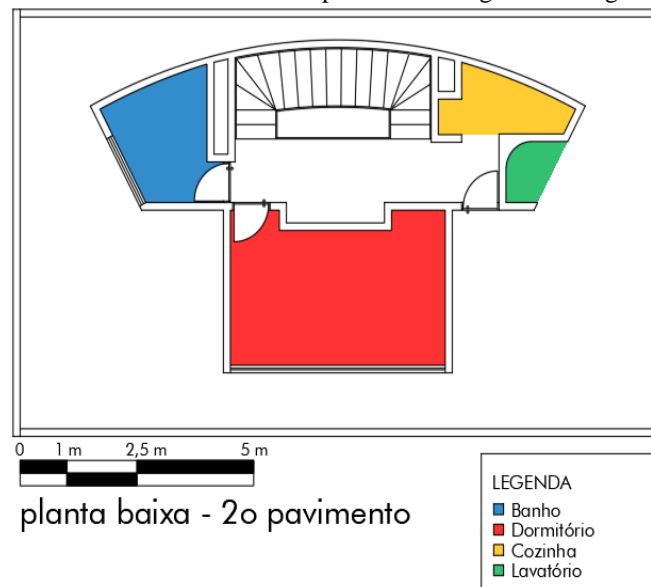 0 1 m 2,5 m 5 m
planta baixa - 2o pavimento
LEGENDA
Banho
Dormitório
Cozinha
Lavatório